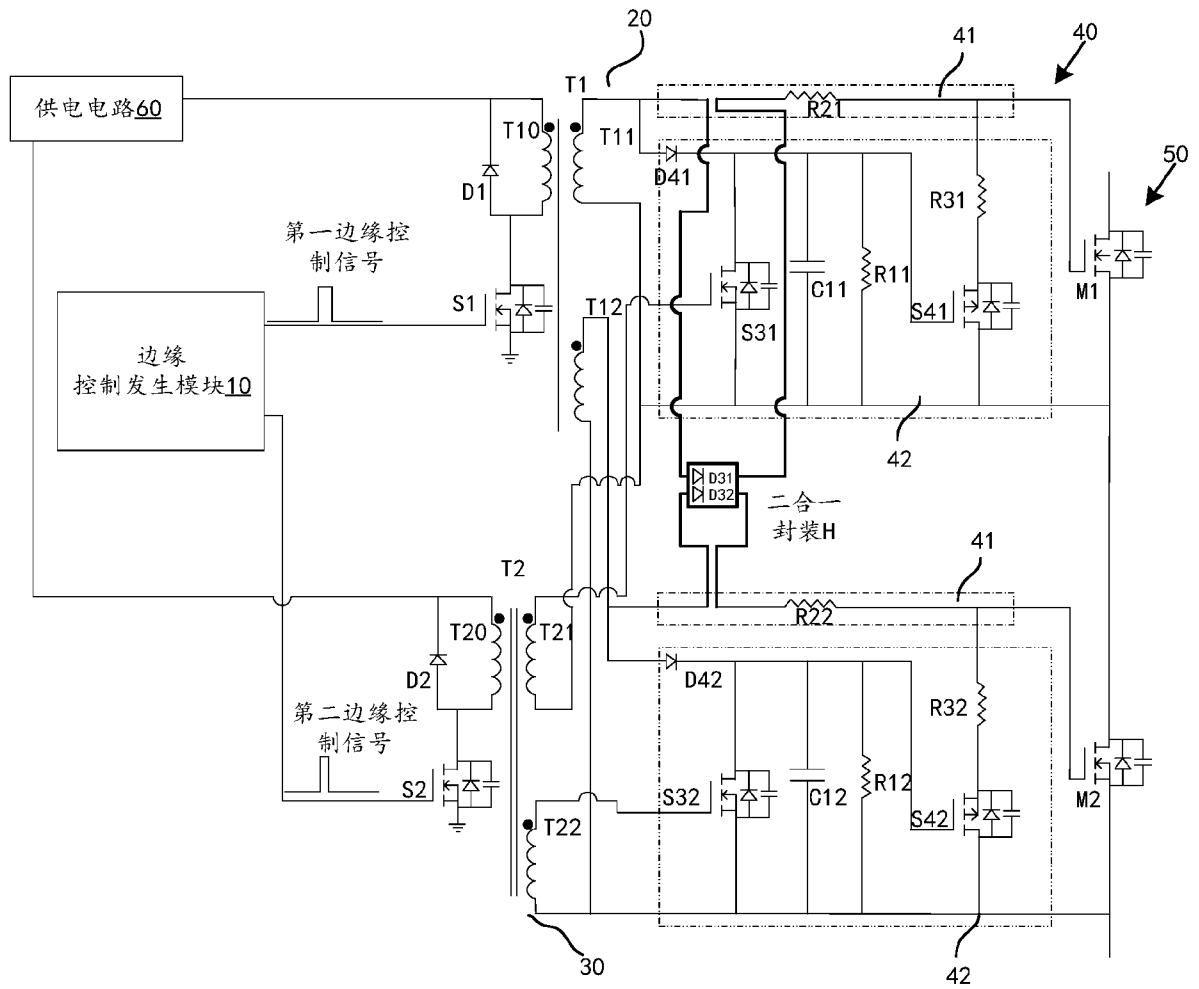 20
41
40
T1
供电电路60
R21
T10
T11
D41
50
D1
R31
第一边缘控
制信号
R11
C11
M1
S1
T12
S31
S41
边缘
控制发生模块10
42
D31
D32
二合一
封装H
T2
41
R22
T20
T21
D42
D2
R32
第二边缘控
制信号
M2
S2
S32
C12
R12
S42
T22
30
42